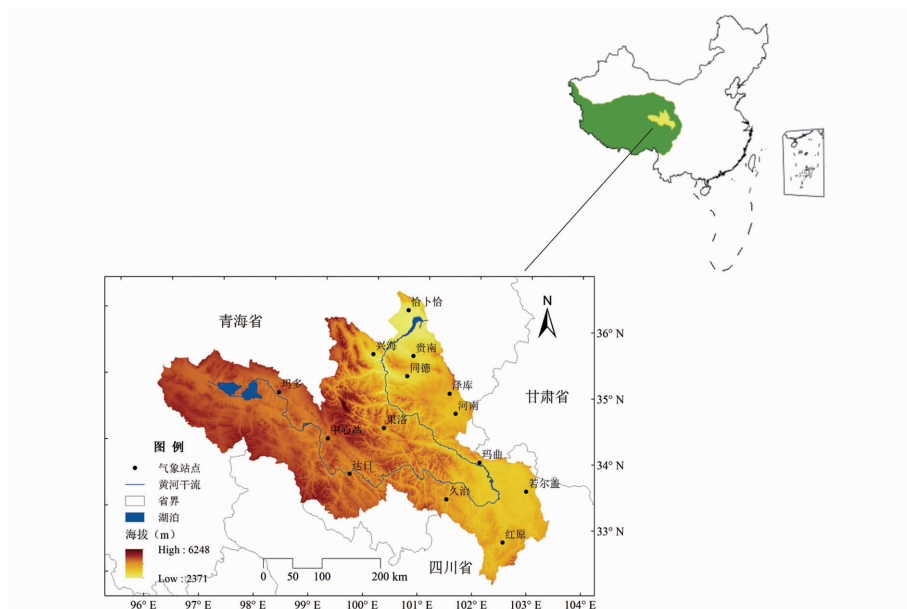 N
青海省
甘肃省
四川省
恰卜恰
兴海
贵南
同德
泽库
河南
玛多
中心站
果洛
达日
玛曲
久治
若尔盖
红原
36° N
35° N
34° N
33° N
图 例
气象站点
黄河干流
省界
湖泊
海拔(m)
High : 6248
Low : 2371
0 50 100 200 km
96° E 97° E 98° E 99° E 100° E 101° E 102° E 103° E 104° E